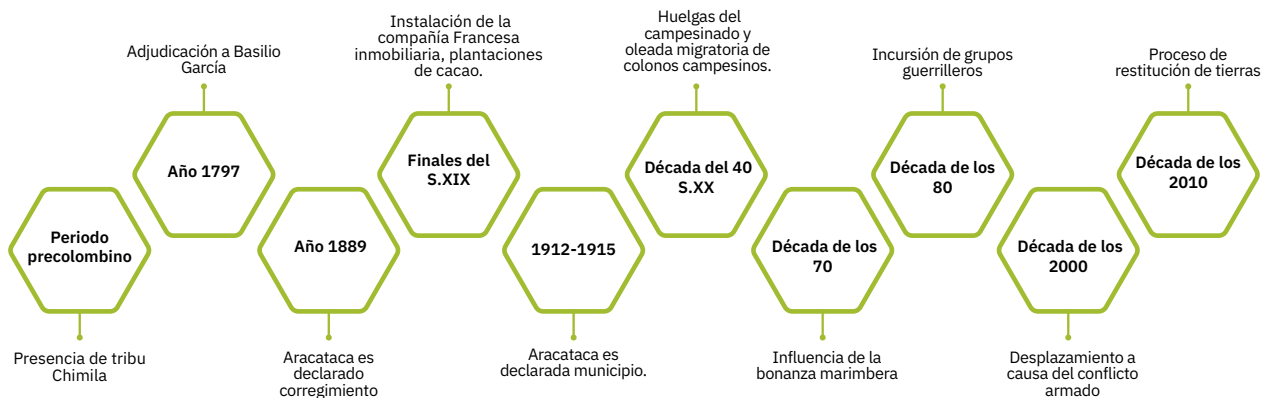 Periodo
precolombino
Presencia de tribu
Chimila
Adjudicación a Basilio
García
Año 1797
Año 1889
Aracataca es
declarado
corregimiento
Instalación de la
compañía Francesa
inmobiliaria, plantaciones
de cacao.
Finales del
S.XIX
1912-1915
Aracataca es
declarada municipio.
Huelgas del
campesinado y
oleada migratoria de
colonos campesinos.
Década del 40
S.XX
Década de los
70
Influencia de la
bonanza marimbera
Incursión de grupos
guerrilleros
Década de los
80
Década de los
2000
Desplazamiento a
causa del conflicto
armado
Proceso de
restitución de tierras
Década de los
2010